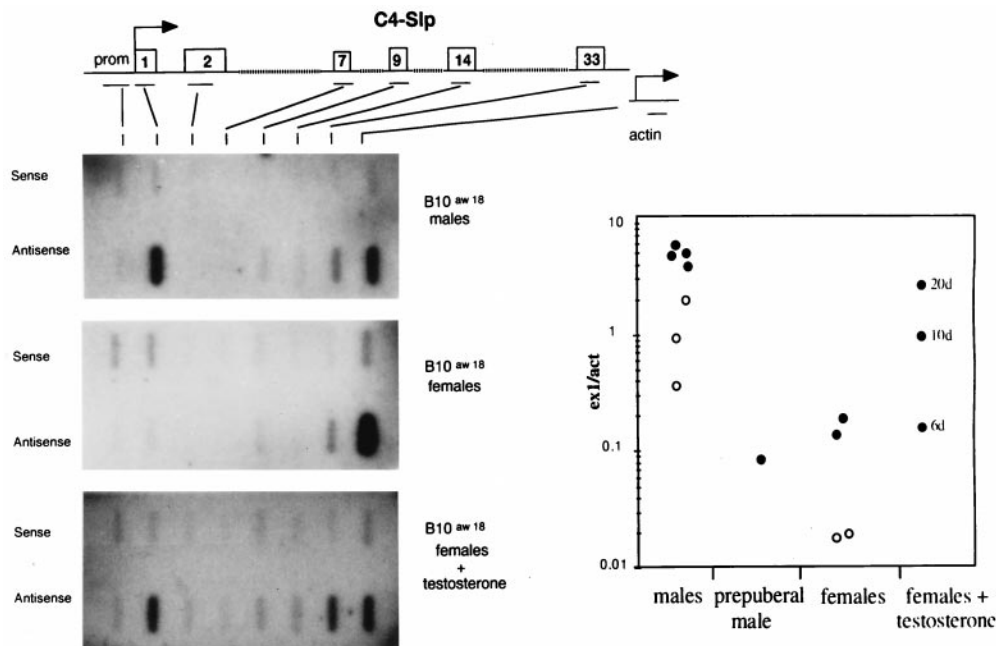 C4-Slp
prom 1 2 7 9 14 33
actin
Sense
Antisense
B10 aw 18
males
Sense
Antisense
B10 aw 18
females
Sense
Antisense
B10 aw 18
females
+
testosterone
ex1/act
10
1
0.1
0.01
20d
10d
6d
males
prepuberal
male
females
females +
testosterone